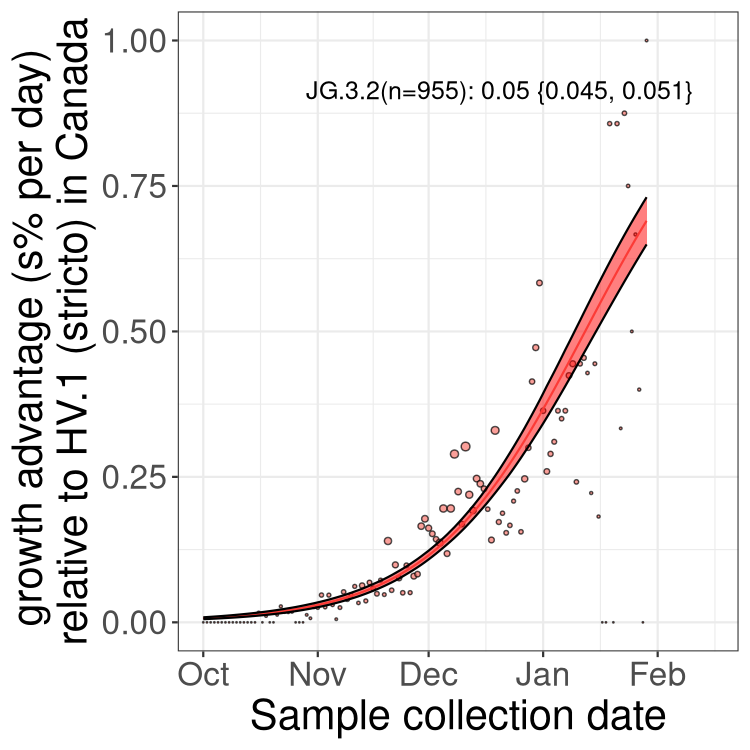 growth advantage (s% per day)
relative to HV.1 (stricto) in Canada
1.00
0.75
0.50
0.25
0.00
JG.3.2(n=955): 0.05 {0.045, 0.051}
Oct Nov Dec Jan Feb
Sample collection date